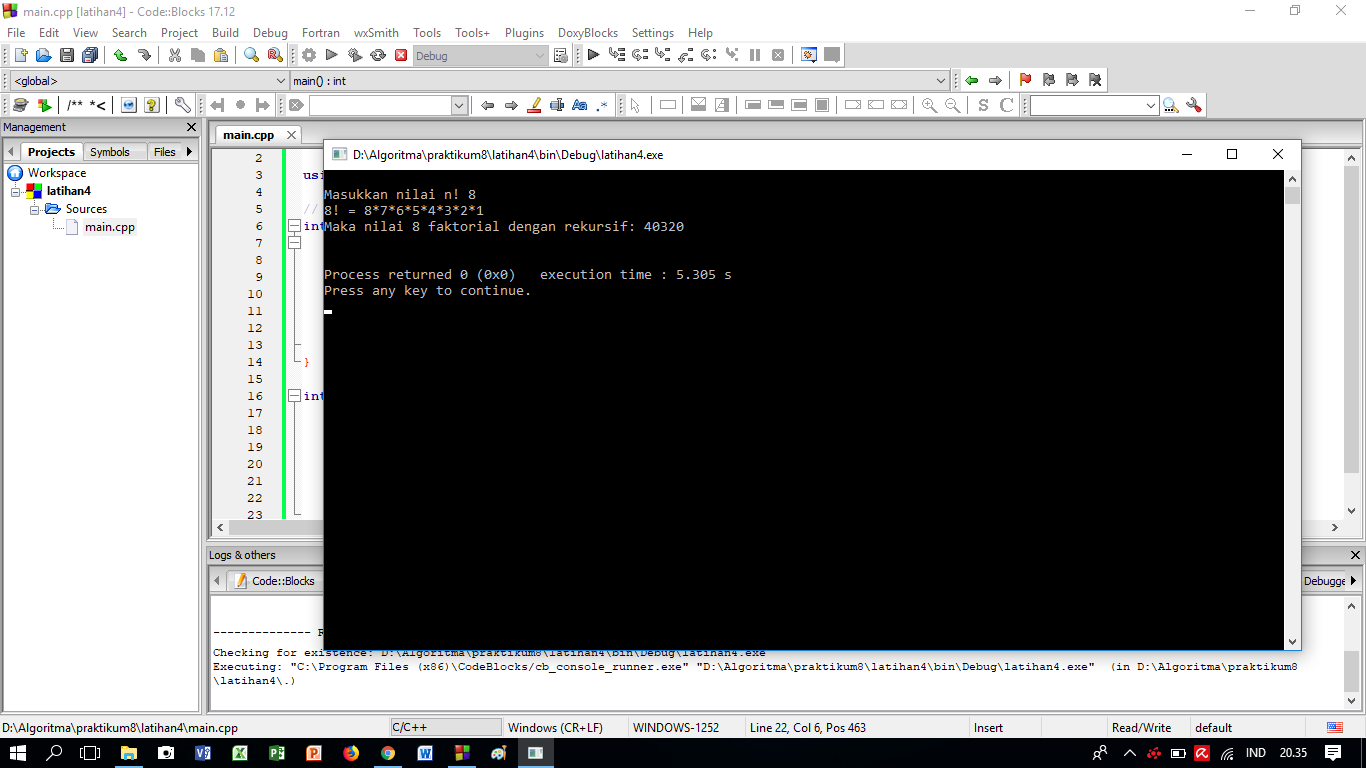 main.cpp [latihan4] - Code::Blocks 17.12
File Edit View Search Project Build Debug Fortran wxSmith Tools Tools+ Plugins DoxyBlocks Settings Help
Debug
<global> main() : int
/** *<
Management
Projects Symbols Files
Workspace
latihan4
Sources
main.cpp
main.cpp
2
3 usi
4
5 //
6 int
7
8
9
10
11
12
13
14 }
15
16 int
17
18
19
20
21
22
23
D:\Algoritma\praktikum8\latihan4\bin\Debug\latihan4.exe
Masukkan nilai n! 8
8! = 8*7*6*5*4*3*2*1
Maka nilai 8 faktorial dengan rekursif: 40320
Process returned 0 (0x0)   execution time : 5.305 s
Press any key to continue.
Logs & others
Code::Blocks Debugge
-------------- R
Checking for existence: D:\Algoritma\praktikum8\latihan4\bin\Debug\latihan4.exe
Executing: "C:\Program Files (x86)\CodeBlocks/cb_console_runner.exe" "D:\Algoritma\praktikum8\latihan4\bin\Debug\latihan4.exe"  (in D:\Algoritma\praktikum8
\latihan4\.)
D:\Algoritma\praktikum8\latihan4\main.cpp C/C++ Windows (CR+LF) WINDOWS-1252 Line 22, Col 6, Pos 463 Insert Read/Write default
IND 20.35